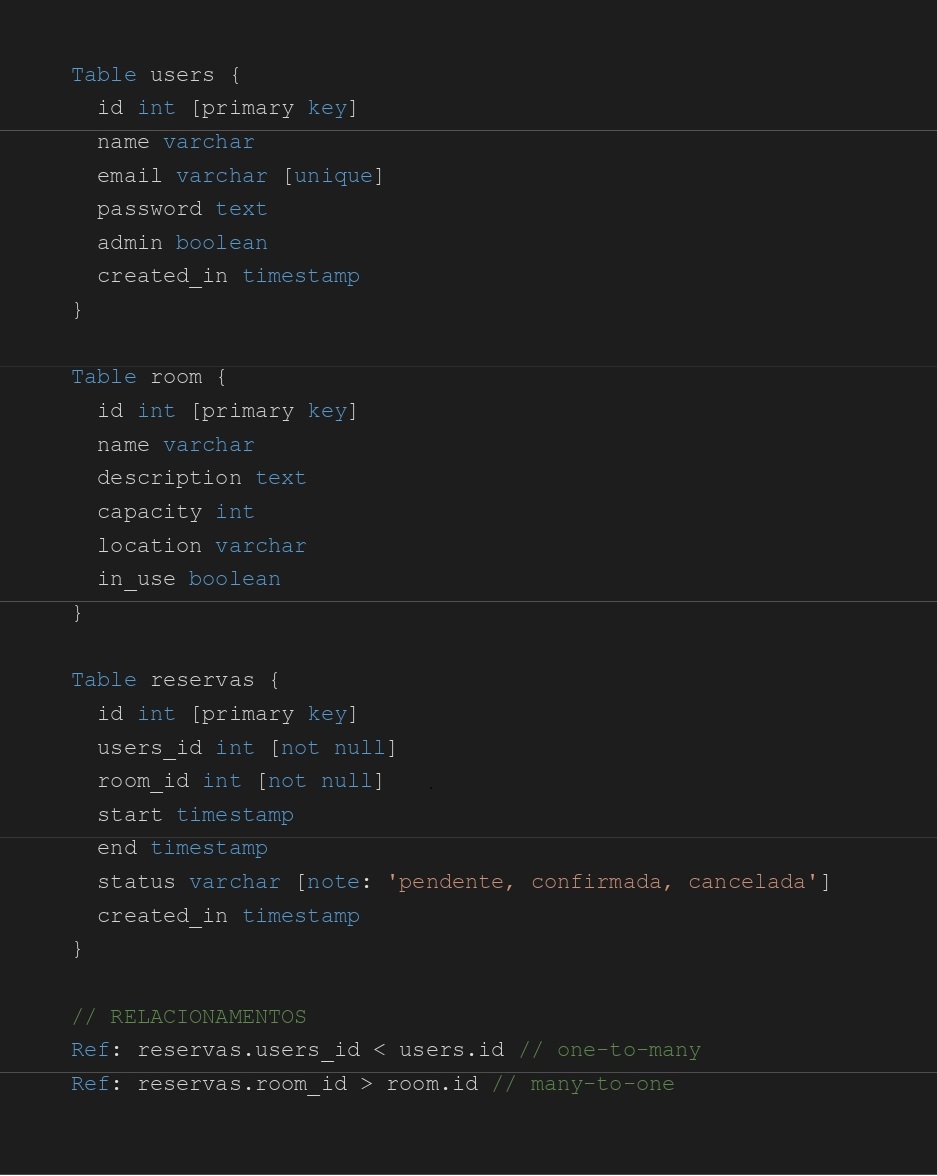 Table users {
  id int [primary key]
  name varchar
  email varchar [unique]
  password text
  admin boolean
  created_in timestamp
}

Table room {
  id int [primary key]
  name varchar
  description text
  capacity int
  location varchar
  in_use boolean
}

Table reservas {
  id int [primary key]
  users_id int [not null]
  room_id int [not null]
  start timestamp
  end timestamp
  status varchar [note: 'pendente, confirmada, cancelada']
  created_in timestamp
}

// RELACIONAMENTOS
Ref: reservas.users_id < users.id // one-to-many
Ref: reservas.room_id > room.id // many-to-one